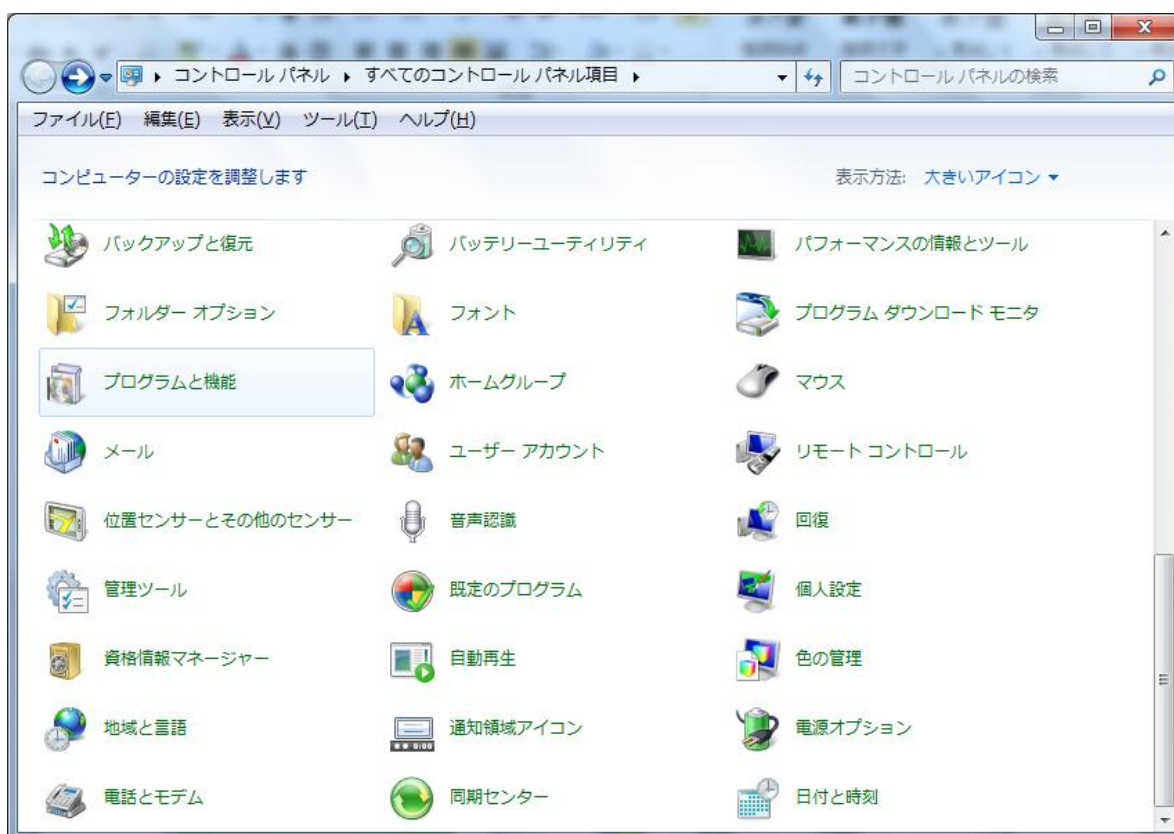 コントロール パネル ▸ すべてのコントロール パネル項目 ▸ コントロール パネルの検索
ファイル(F) 編集(E) 表示(V) ツール(T) ヘルプ(H)
コンピューターの設定を調整します 表示方法: 大きいアイコン
バックアップと復元 バッテリーユーティリティ パフォーマンスの情報とツール
フォルダー オプション フォント プログラム ダウンロード モニタ
プログラムと機能 ホームグループ マウス
メール ユーザー アカウント リモート コントロール
位置センサーとその他のセンサー 音声認識 回復
管理ツール 既定のプログラム 個人設定
資格情報マネージャー 自動再生 色の管理
地域と言語 通知領域アイコン 電源オプション
電話とモデム 同期センター 日付と時刻